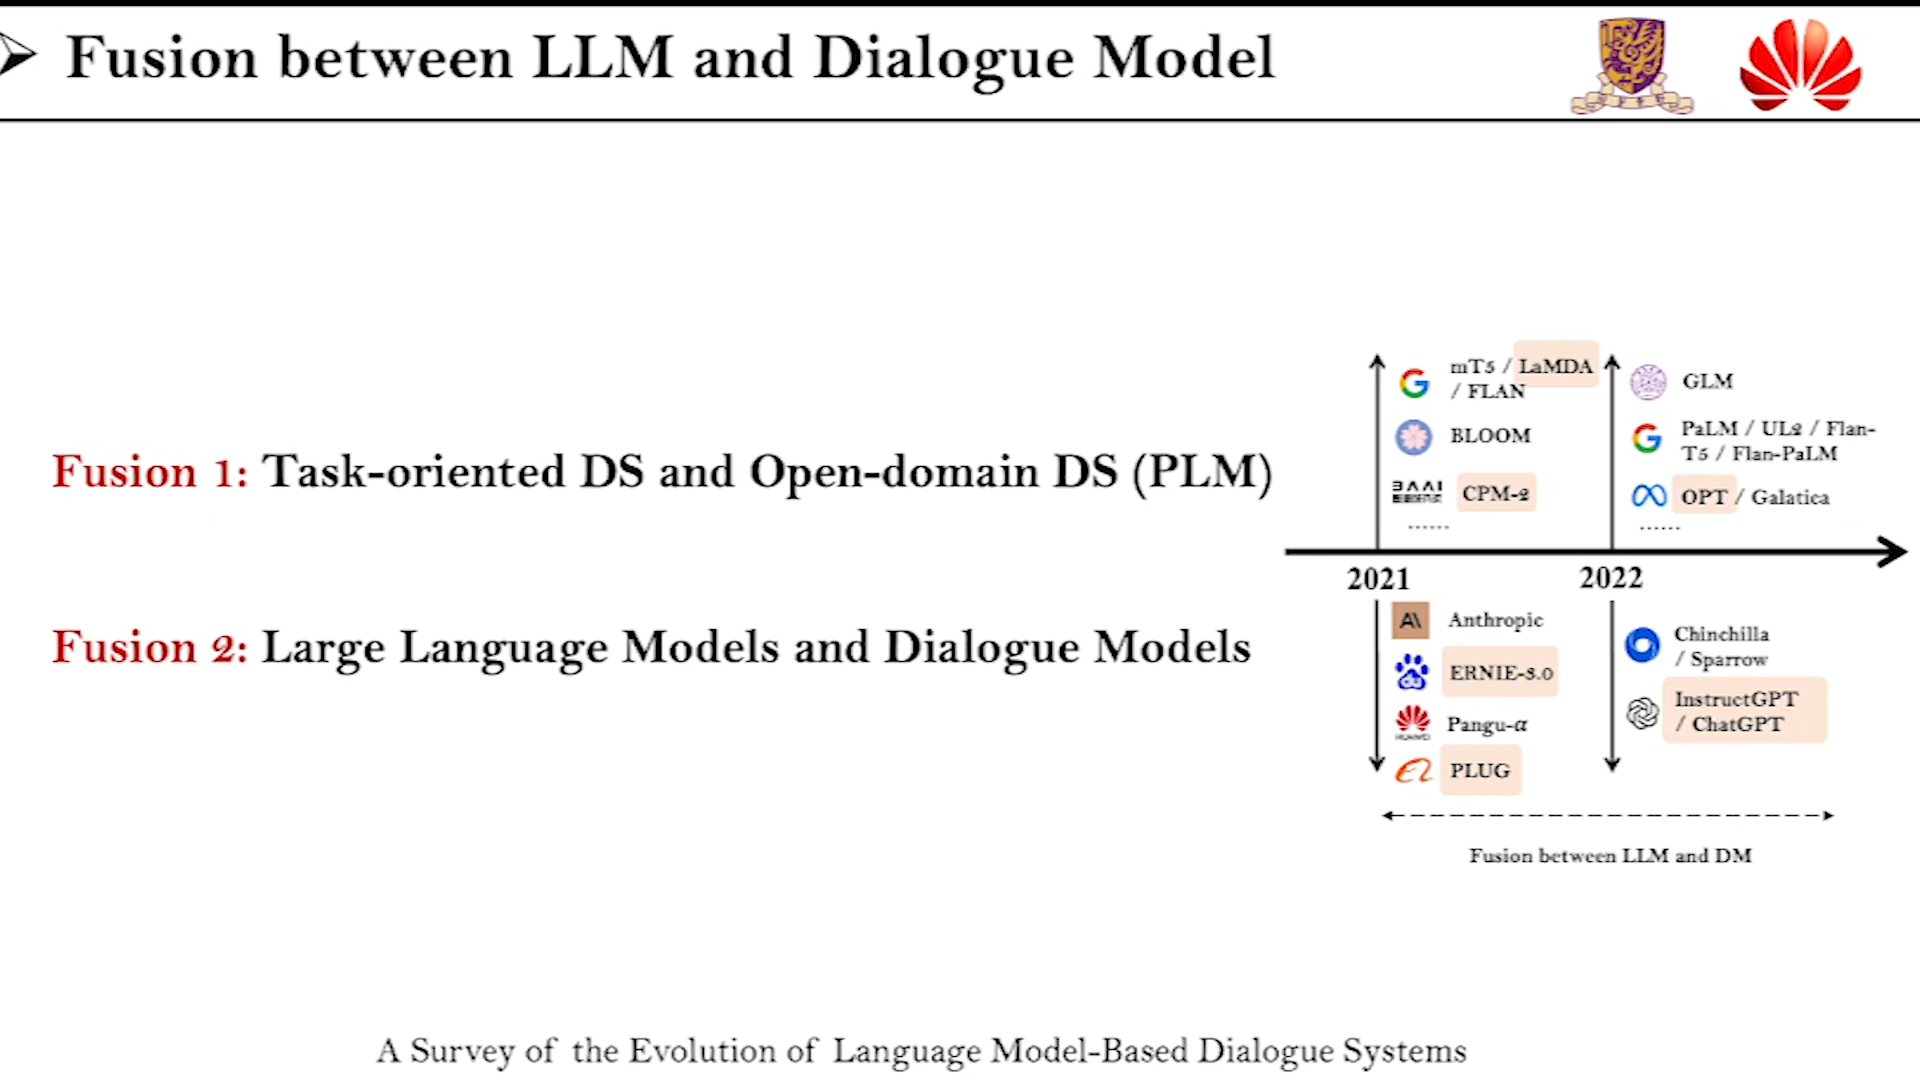 Fusion between LLM and Dialogue Model
Fusion 1: Task-oriented DS and Open-domain DS (PLM)
Fusion 2: Large Language Models and Dialogue Models
mT5 / LaMDA
/ FLAN
BLOOM
BAAI
CPM-2
......
GLM
PaLM / UL2 / Flan-
T5 / Flan-PaLM
OPT / Galatica
......
2021
2022
Anthropic
ERNIE-3.0
HUAWEI
Pangu-α
PLUG
Chinchilla
/ Sparrow
InstructGPT
/ ChatGPT
Fusion between LLM and DM
A Survey of the Evolution of Language Model-Based Dialogue Systems